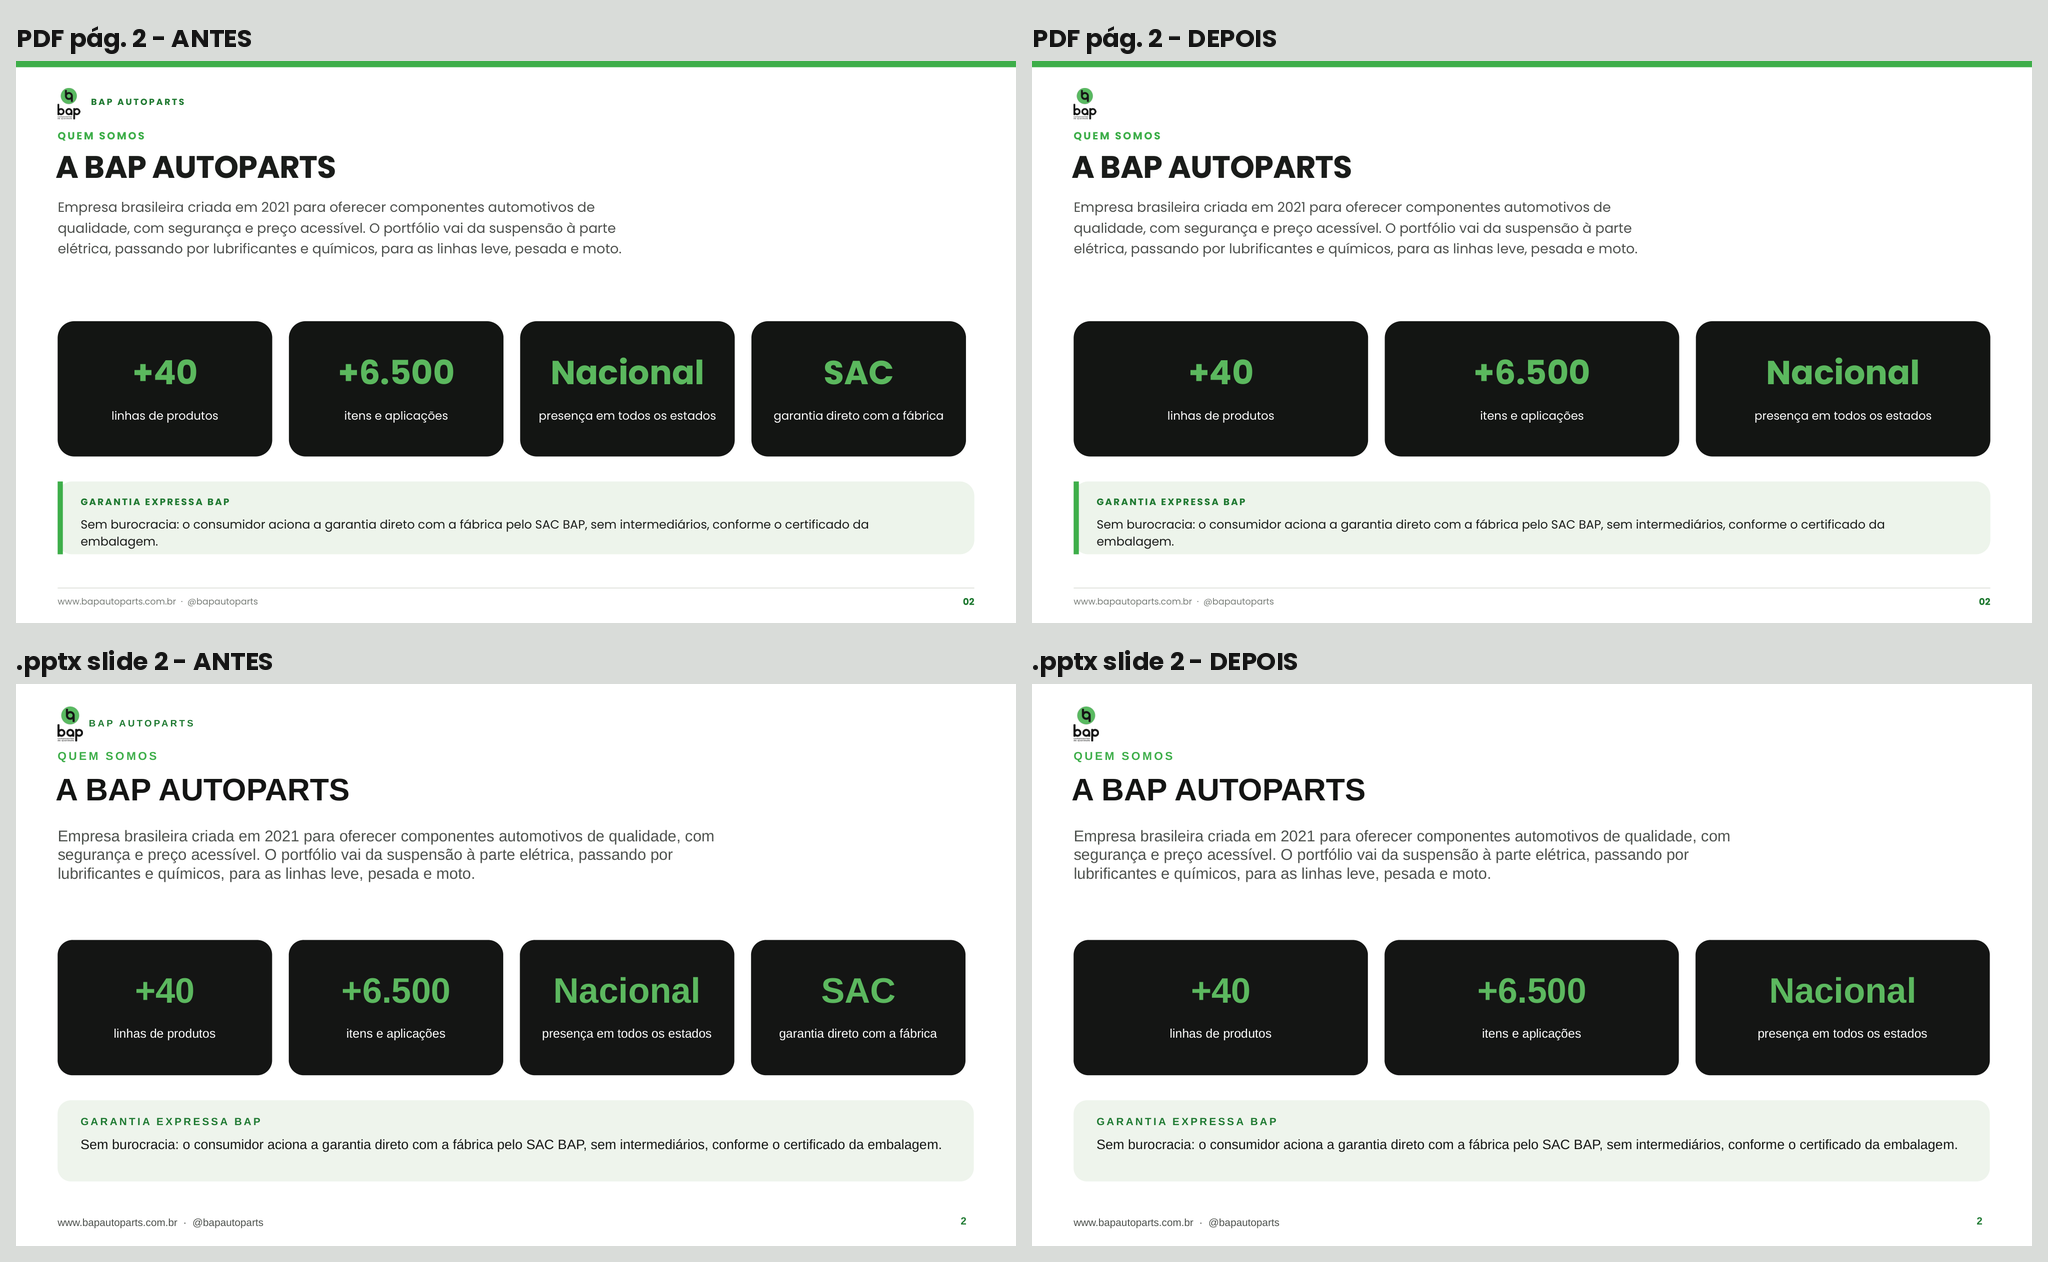 PDF pág. 2 - ANTES
bap
BAP AUTOPARTS
QUEM SOMOS
A BAP AUTOPARTS
Empresa brasileira criada em 2021 para oferecer componentes automotivos de
qualidade, com segurança e preço acessível. O portfólio vai da suspensão à parte
elétrica, passando por lubrificantes e químicos, para as linhas leve, pesada e moto.
+40
linhas de produtos
+6.500
itens e aplicações
Nacional
presença em todos os estados
SAC
garantia direto com a fábrica
GARANTIA EXPRESSA BAP
Sem burocracia: o consumidor aciona a garantia direto com a fábrica pelo SAC BAP, sem intermediários, conforme o certificado da
embalagem.
www.bapautoparts.com.br · @bapautoparts
02
PDF pág. 2 - DEPOIS
bap
QUEM SOMOS
A BAP AUTOPARTS
Empresa brasileira criada em 2021 para oferecer componentes automotivos de
qualidade, com segurança e preço acessível. O portfólio vai da suspensão à parte
elétrica, passando por lubrificantes e químicos, para as linhas leve, pesada e moto.
+40
linhas de produtos
+6.500
itens e aplicações
Nacional
presença em todos os estados
GARANTIA EXPRESSA BAP
Sem burocracia: o consumidor aciona a garantia direto com a fábrica pelo SAC BAP, sem intermediários, conforme o certificado da
embalagem.
www.bapautoparts.com.br · @bapautoparts
02
.pptx slide 2 - ANTES
bap
BAP AUTOPARTS
QUEM SOMOS
A BAP AUTOPARTS
Empresa brasileira criada em 2021 para oferecer componentes automotivos de qualidade, com
segurança e preço acessível. O portfólio vai da suspensão à parte elétrica, passando por
lubrificantes e químicos, para as linhas leve, pesada e moto.
+40
linhas de produtos
+6.500
itens e aplicações
Nacional
presença em todos os estados
SAC
garantia direto com a fábrica
GARANTIA EXPRESSA BAP
Sem burocracia: o consumidor aciona a garantia direto com a fábrica pelo SAC BAP, sem intermediários, conforme o certificado da embalagem.
www.bapautoparts.com.br · @bapautoparts
2
.pptx slide 2 - DEPOIS
bap
QUEM SOMOS
A BAP AUTOPARTS
Empresa brasileira criada em 2021 para oferecer componentes automotivos de qualidade, com
segurança e preço acessível. O portfólio vai da suspensão à parte elétrica, passando por
lubrificantes e químicos, para as linhas leve, pesada e moto.
+40
linhas de produtos
+6.500
itens e aplicações
Nacional
presença em todos os estados
GARANTIA EXPRESSA BAP
Sem burocracia: o consumidor aciona a garantia direto com a fábrica pelo SAC BAP, sem intermediários, conforme o certificado da embalagem.
www.bapautoparts.com.br · @bapautoparts
2